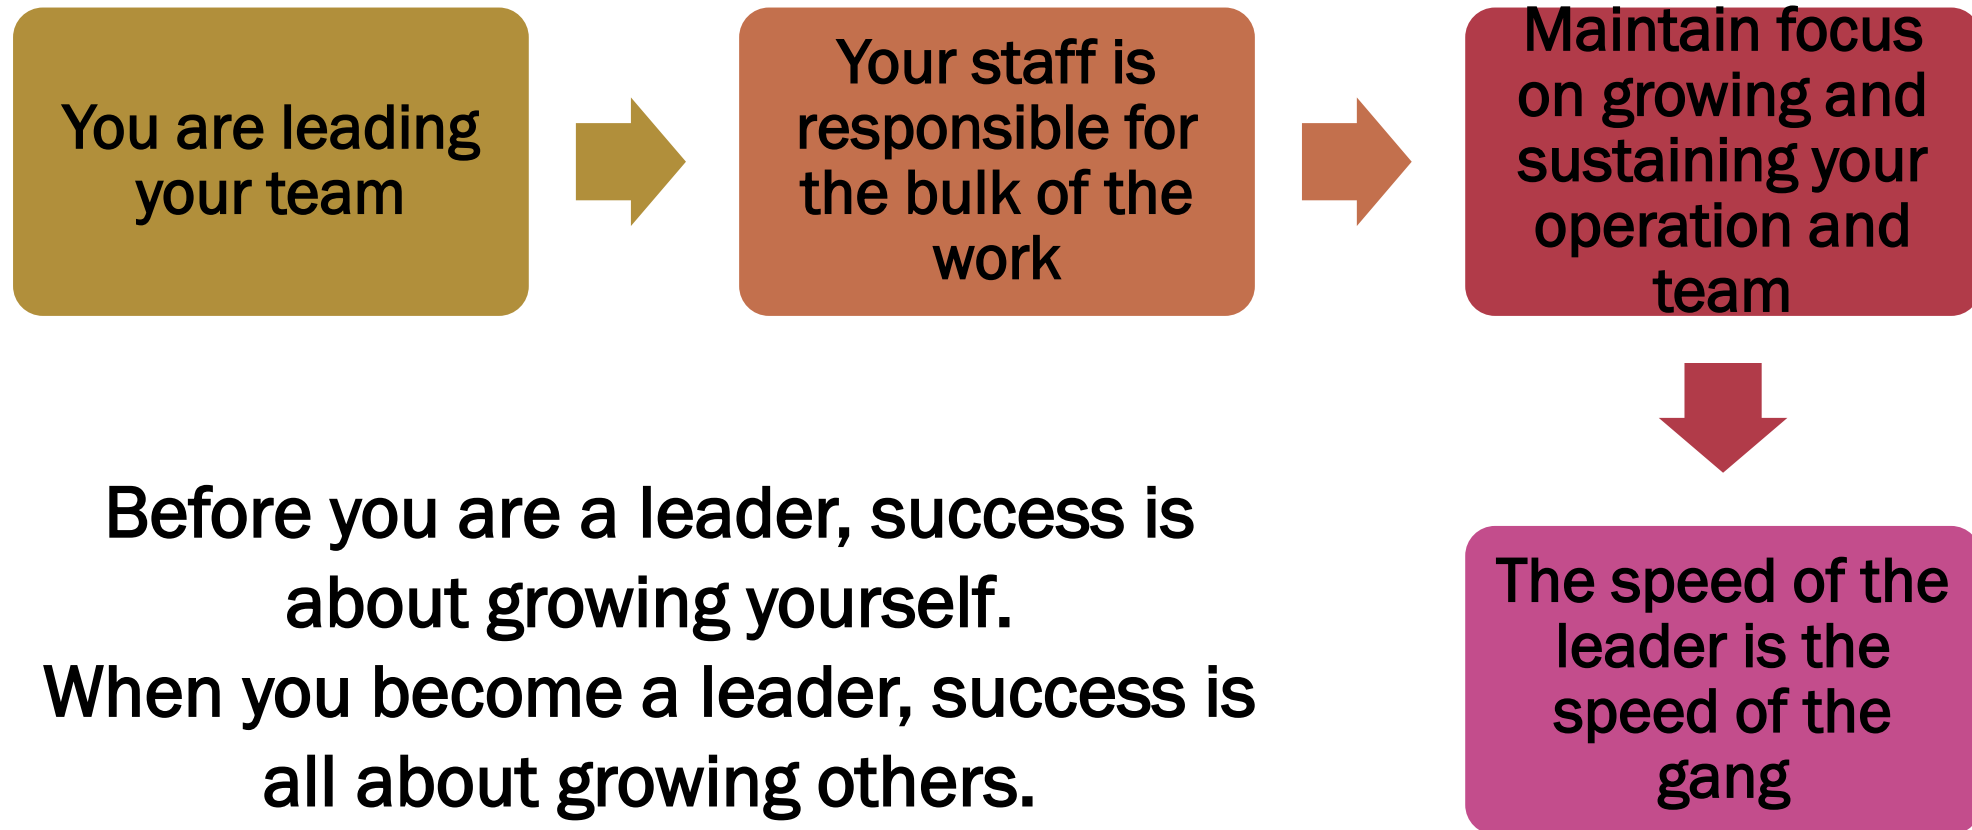 You are leading
your team
Your staff is
responsible for
the bulk of the
work
Maintain focus
on growing and
sustaining your
operation and
team
The speed of the
leader is the
speed of the
gang
Before you are a leader, success is
about growing yourself.
When you become a leader, success is
all about growing others.